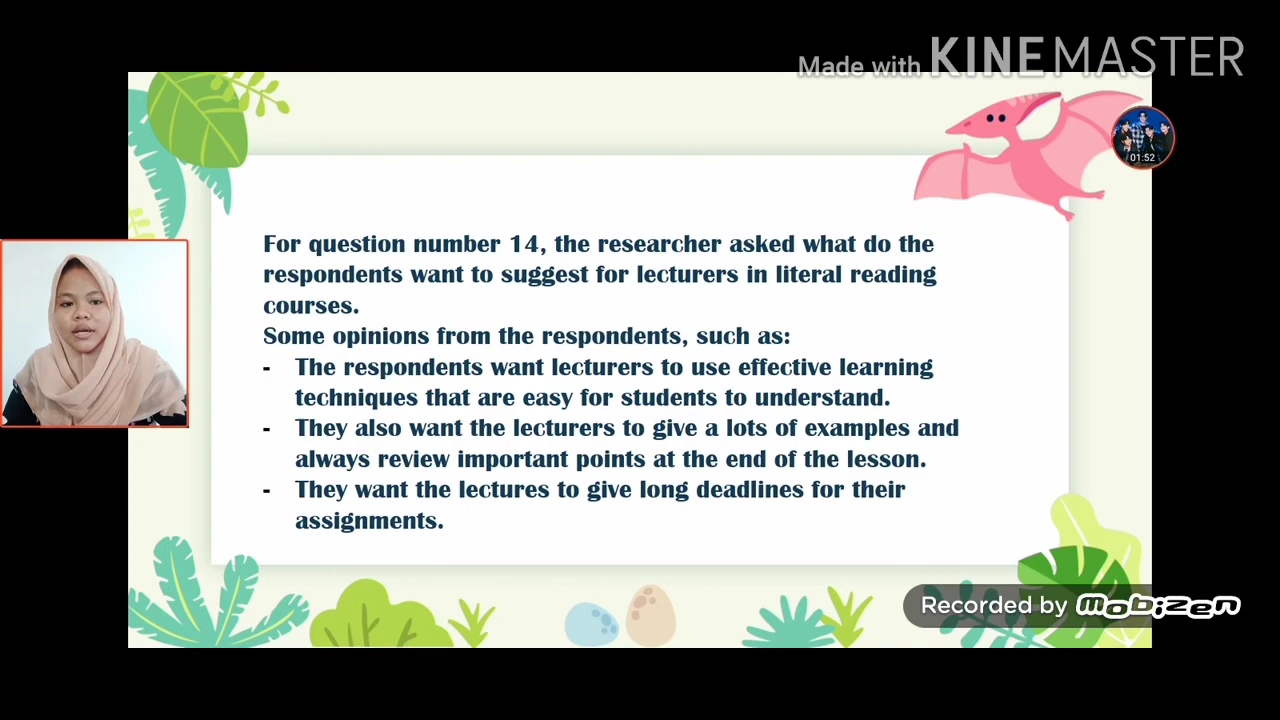 Made with KINEMASTER
01:52
For question number 14, the researcher asked what do the
respondents want to suggest for lecturers in literal reading
courses.
Some opinions from the respondents, such as:
- The respondents want lecturers to use effective learning
techniques that are easy for students to understand.
- They also want the lecturers to give a lots of examples and
always review important points at the end of the lesson.
- They want the lectures to give long deadlines for their
assignments.
Recorded by mobizen